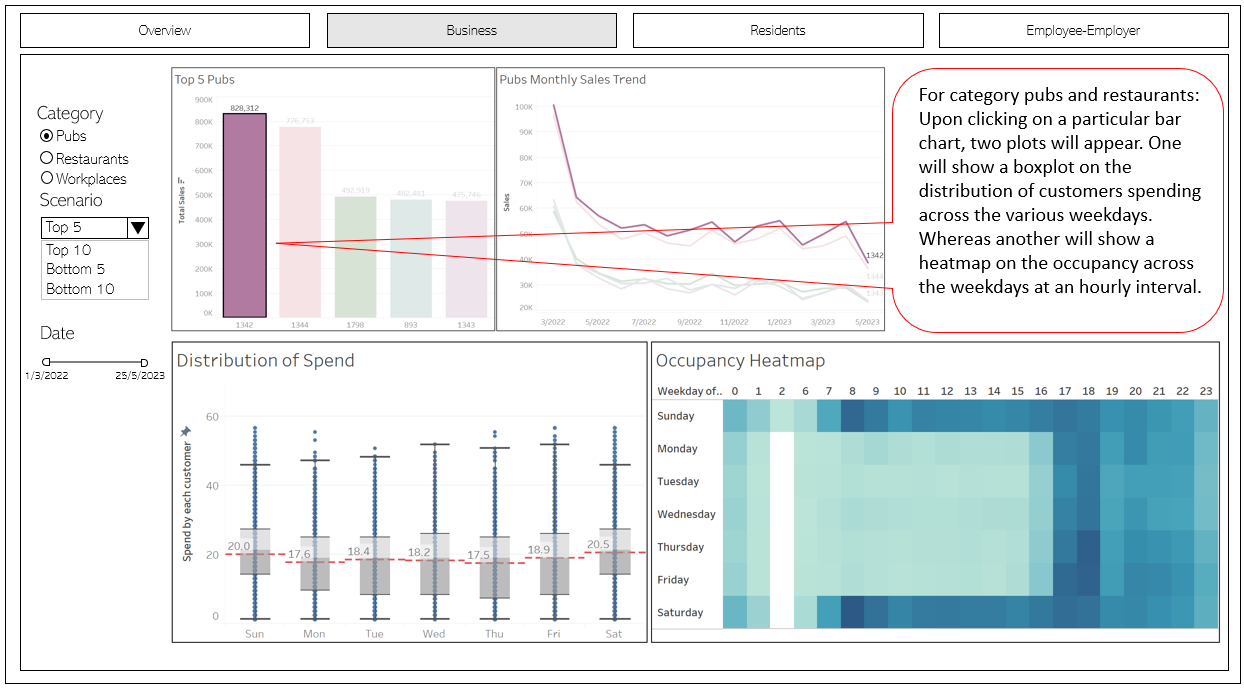 Overview
Business
Residents
Employee-Employer
Category
Pubs
Restaurants
Workplaces
Scenario
Top 5
Top 10
Bottom 5
Bottom 10
Date
1/3/2022
25/5/2023
Top 5 Pubs
Total Sales
900K
800K
700K
600K
500K
400K
300K
200K
100K
0K
828,312
776,753
492,919
482,481
475,746
1342
1344
1798
893
1343
Pubs Monthly Sales Trend
Sales
100K
90K
80K
70K
60K
50K
40K
30K
20K
1342
1344
1343
3/2022
5/2022
7/2022
9/2022
11/2022
1/2023
3/2023
5/2023
For category pubs and restaurants:
Upon clicking on a particular bar
chart, two plots will appear. One
will show a boxplot on the
distribution of customers spending
across the various weekdays.
Whereas another will show a
heatmap on the occupancy across
the weekdays at an hourly interval.
Distribution of Spend
Spend by each customer
60
40
20
0
20.0
17.6
18.4
18.2
17.5
18.9
20.5
Sun
Mon
Tue
Wed
Thu
Fri
Sat
Occupancy Heatmap
Weekday of.. 0 1 2 6 7 8 9 10 11 12 13 14 15 16 17 18 19 20 21 22 23
Sunday
Monday
Tuesday
Wednesday
Thursday
Friday
Saturday